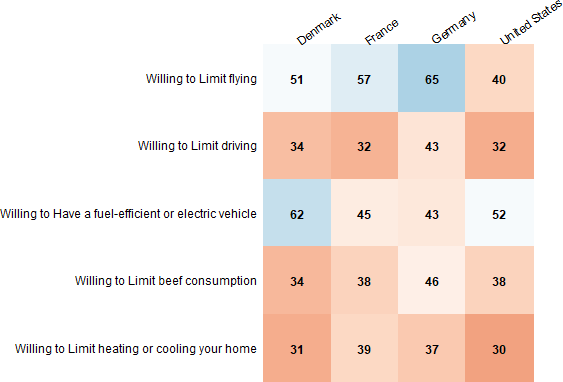 Denmark France Germany United States
Willing to Limit flying 51 57 65 40
Willing to Limit driving 34 32 43 32
Willing to Have a fuel-efficient or electric vehicle 62 45 43 52
Willing to Limit beef consumption 34 38 46 38
Willing to Limit heating or cooling your home 31 39 37 30